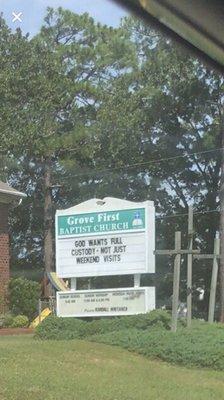 Grove First
BAPTIST CHURCH
GOD WANTS FULL
CUSTODY - NOT JUST
WEEKEND VISITS